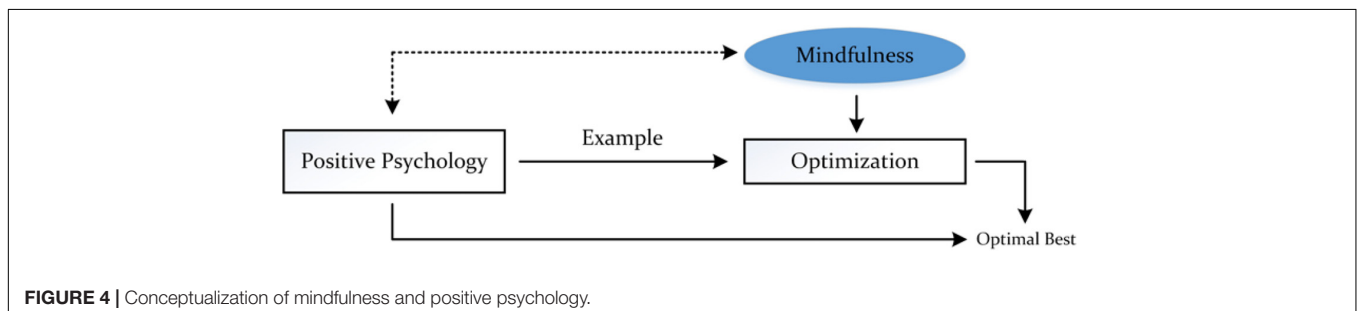 Mindfulness
Example
Positive Psychology
Optimization
Optimal Best
FIGURE 4 | Conceptualization of mindfulness and positive psychology.